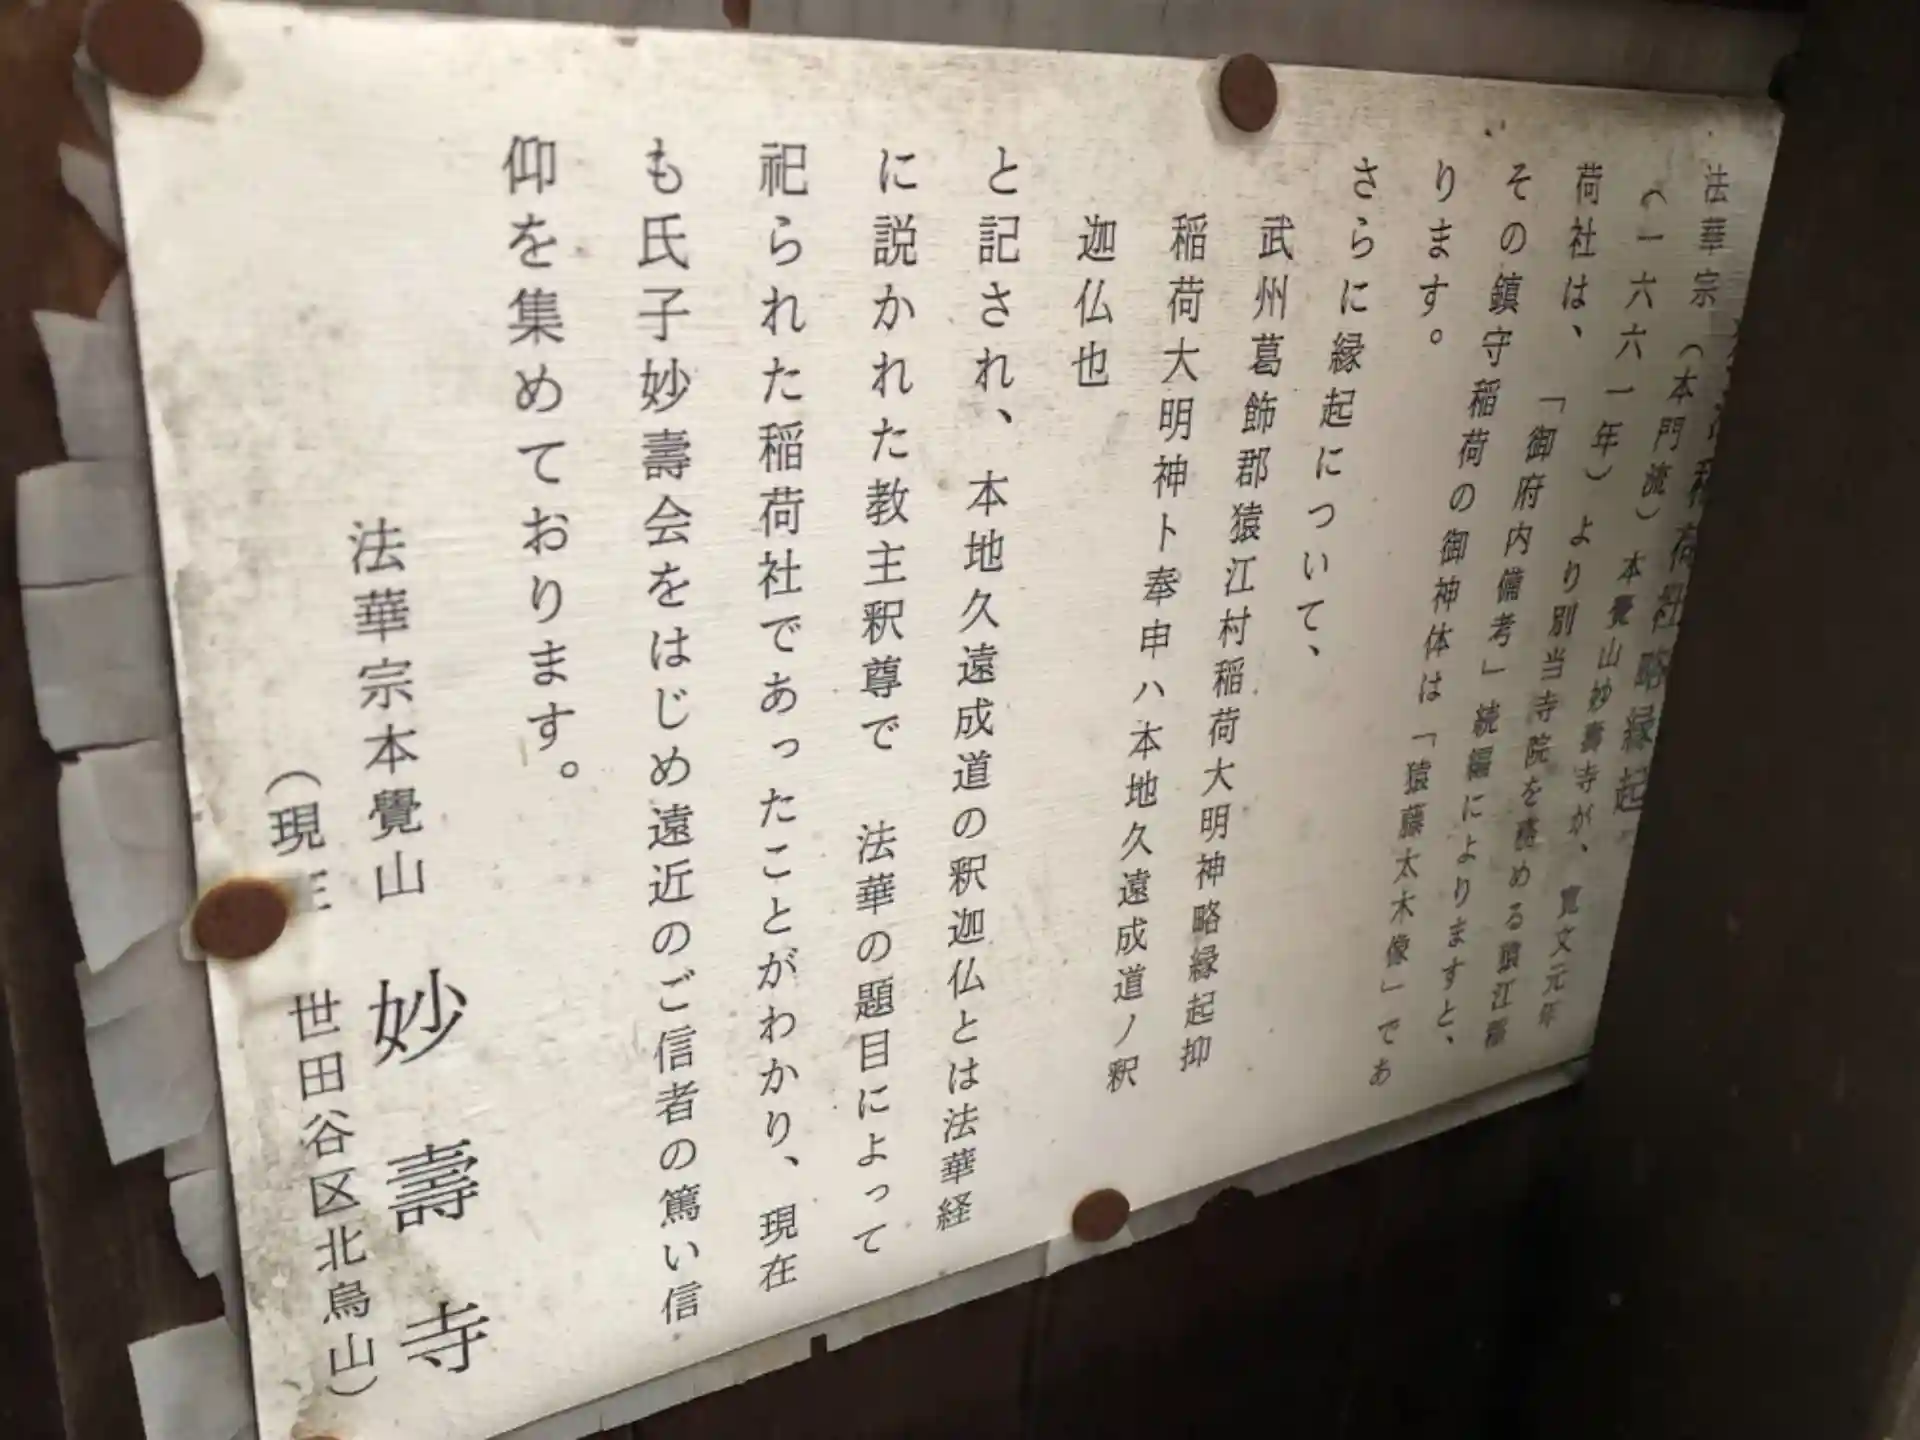 稲荷社略縁起
法華宗（本門流）本覺山妙壽寺が、寛文元年
（一六六一年）より別当寺院を務める猿江稲
荷社は、「御府内備考」続編によりますと、
その鎮守稲荷の御神体は「猿藤太木像」であ
ります。
さらに縁起について、
武州葛飾郡猿江村稲荷大明神略縁起抑
稲荷大明神ト奉申ハ本地久遠成道ノ釈
迦仏也
と記され、本地久遠成道の釈迦仏とは法華経
に説かれた教主釈尊で 法華の題目によって
祀られた稲荷社であったことがわかり、現在
も氏子妙壽会をはじめ遠近のご信者の篤い信
仰を集めております。
法華宗本覺山 妙壽寺
（現在 世田谷区北烏山）